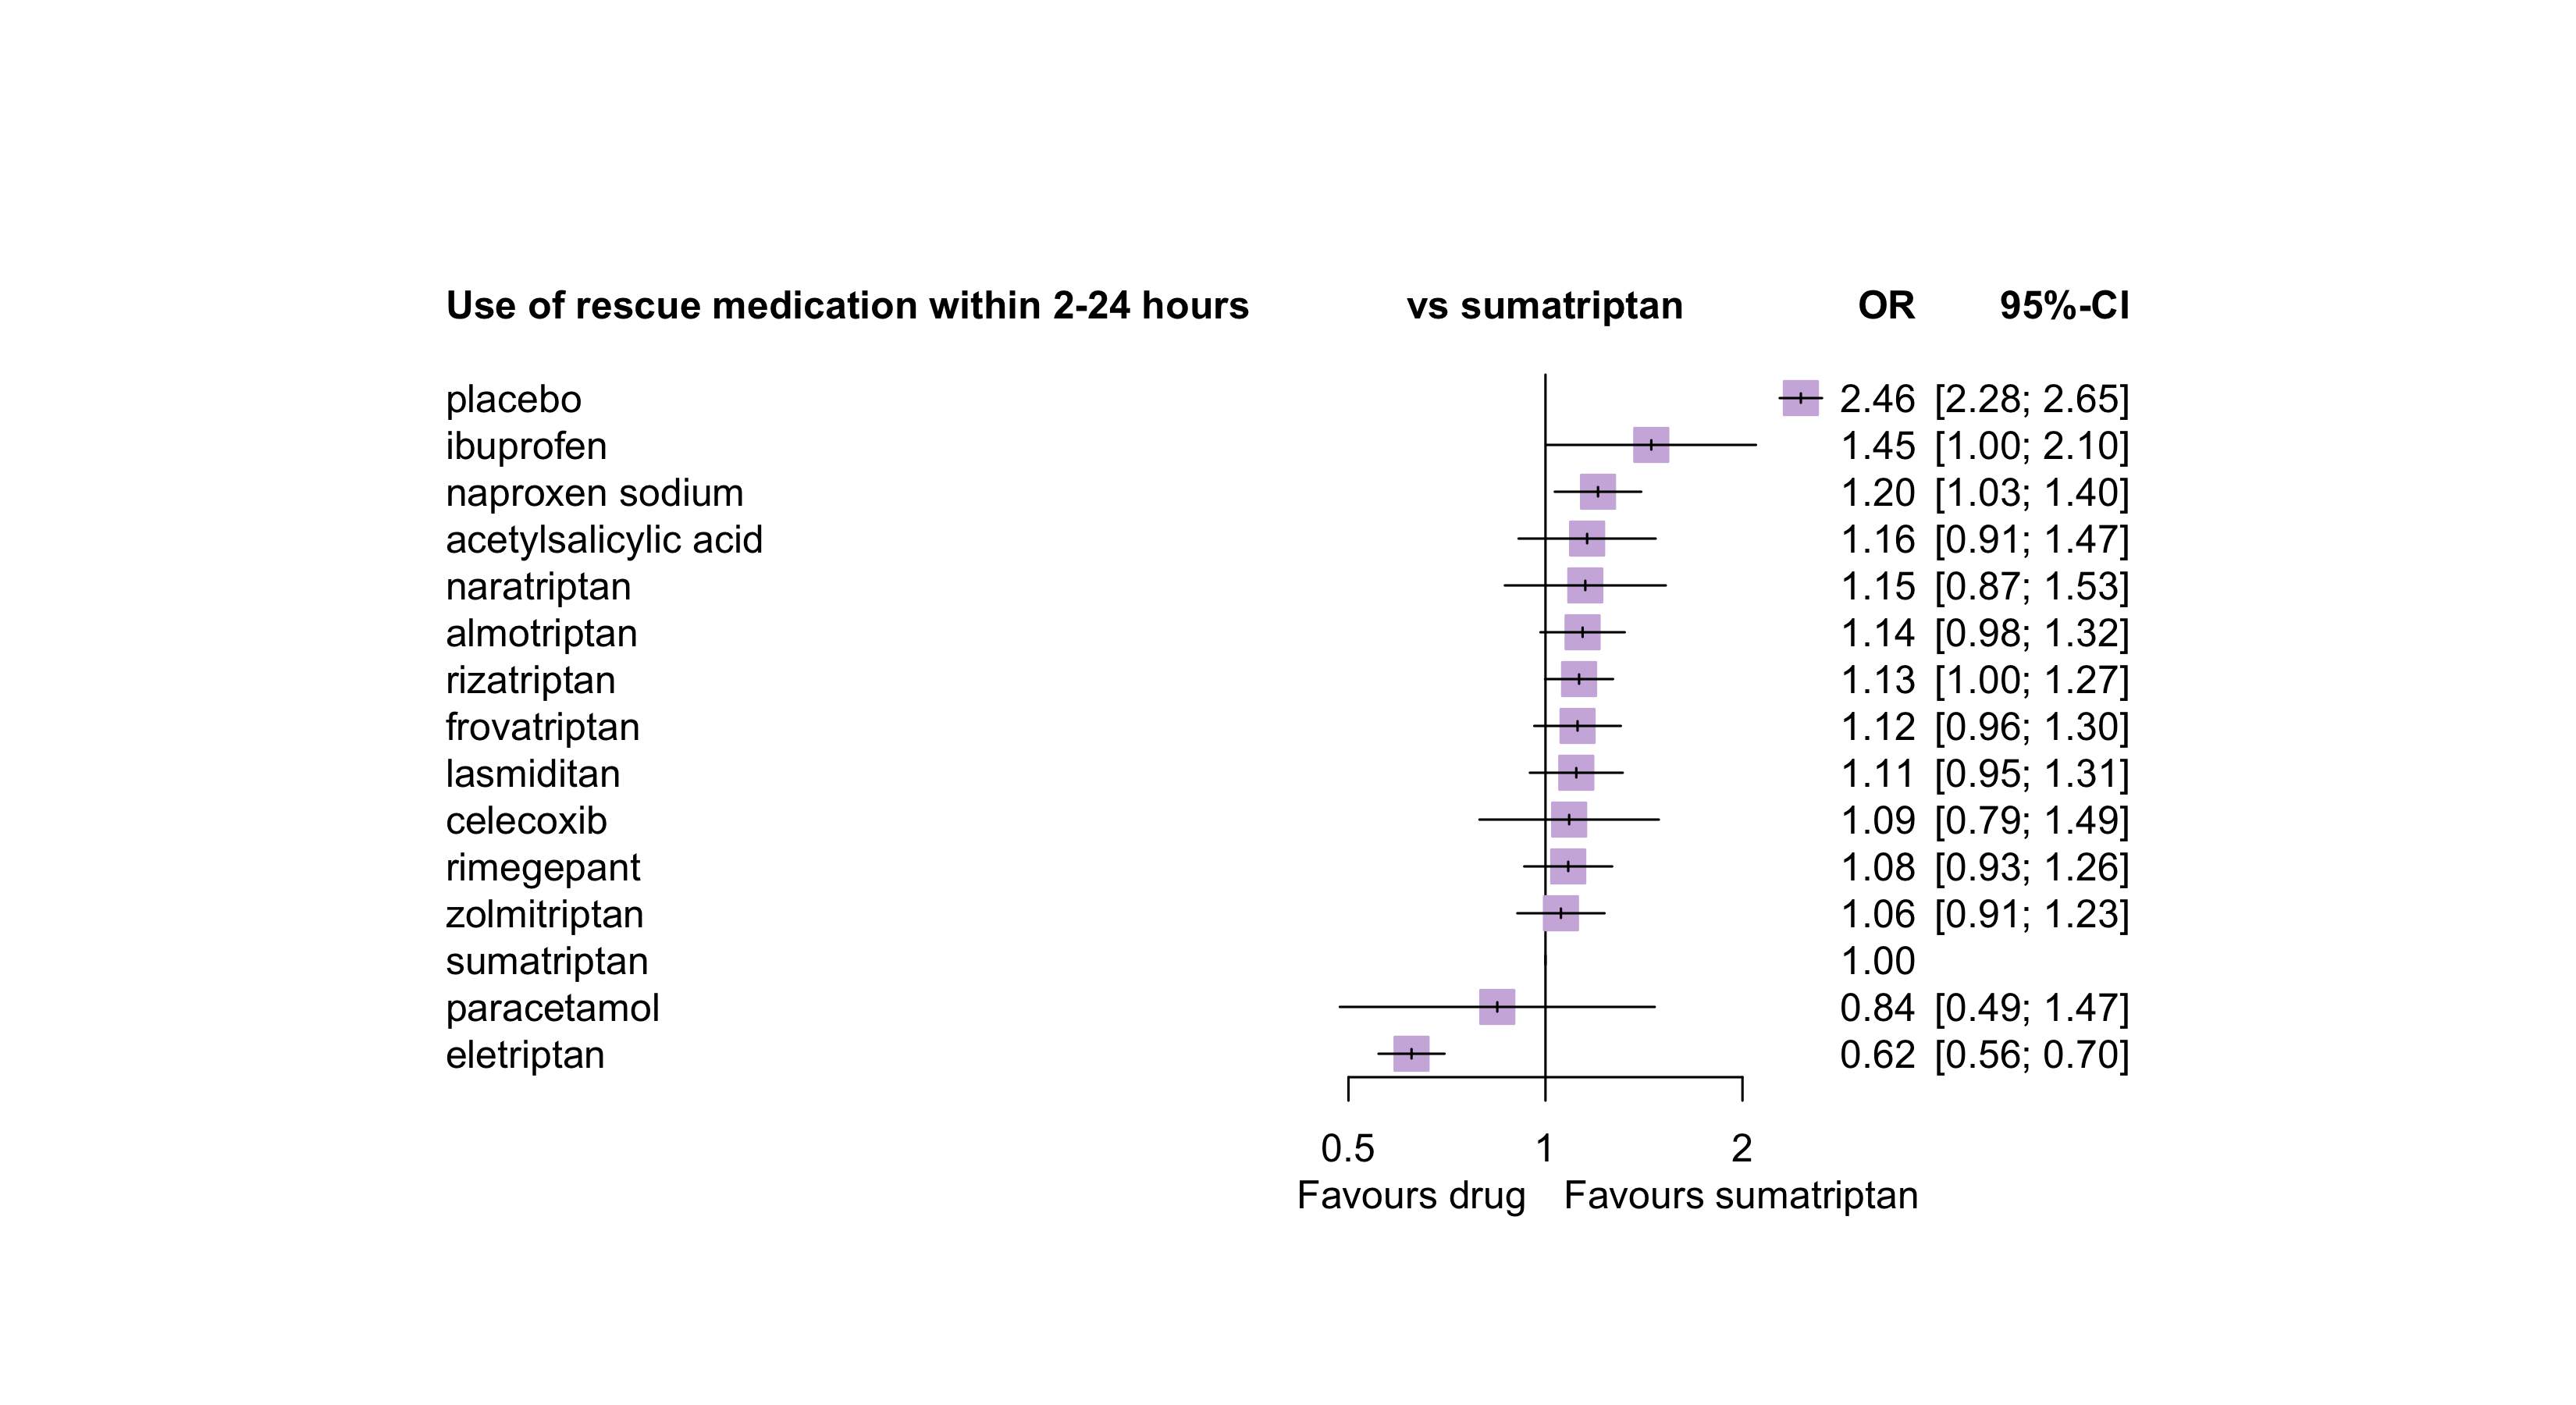 Use of rescue medication within 2-24 hours vs sumatriptan OR 95%-CI
placebo 2.46 [2.28; 2.65]
ibuprofen 1.45 [1.00; 2.10]
naproxen sodium 1.20 [1.03; 1.40]
acetylsalicylic acid 1.16 [0.91; 1.47]
naratriptan 1.15 [0.87; 1.53]
almotriptan 1.14 [0.98; 1.32]
rizatriptan 1.13 [1.00; 1.27]
frovatriptan 1.12 [0.96; 1.30]
lasmiditan 1.11 [0.95; 1.31]
celecoxib 1.09 [0.79; 1.49]
rimegepant 1.08 [0.93; 1.26]
zolmitriptan 1.06 [0.91; 1.23]
sumatriptan 1.00
paracetamol 0.84 [0.49; 1.47]
eletriptan 0.62 [0.56; 0.70]
0.5 1 2
Favours drug Favours sumatriptan